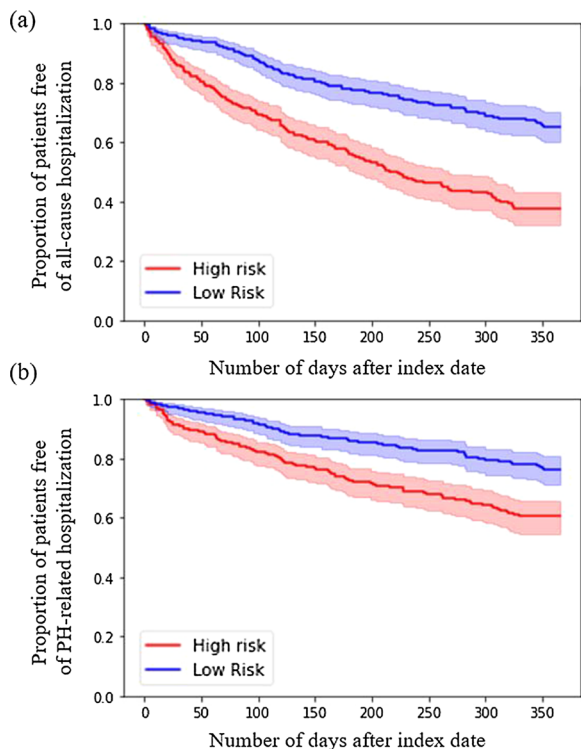 (a)
Proportion of patients free
of all-cause hospitalization
1.0
0.8
0.6
0.4
0.2
0.0
High risk
Low Risk
0 50 100 150 200 250 300 350
Number of days after index date
(b)
Proportion of patients free
of PH-related hospitalization
1.0
0.8
0.6
0.4
0.2
0.0
High risk
Low Risk
0 50 100 150 200 250 300 350
Number of days after index date